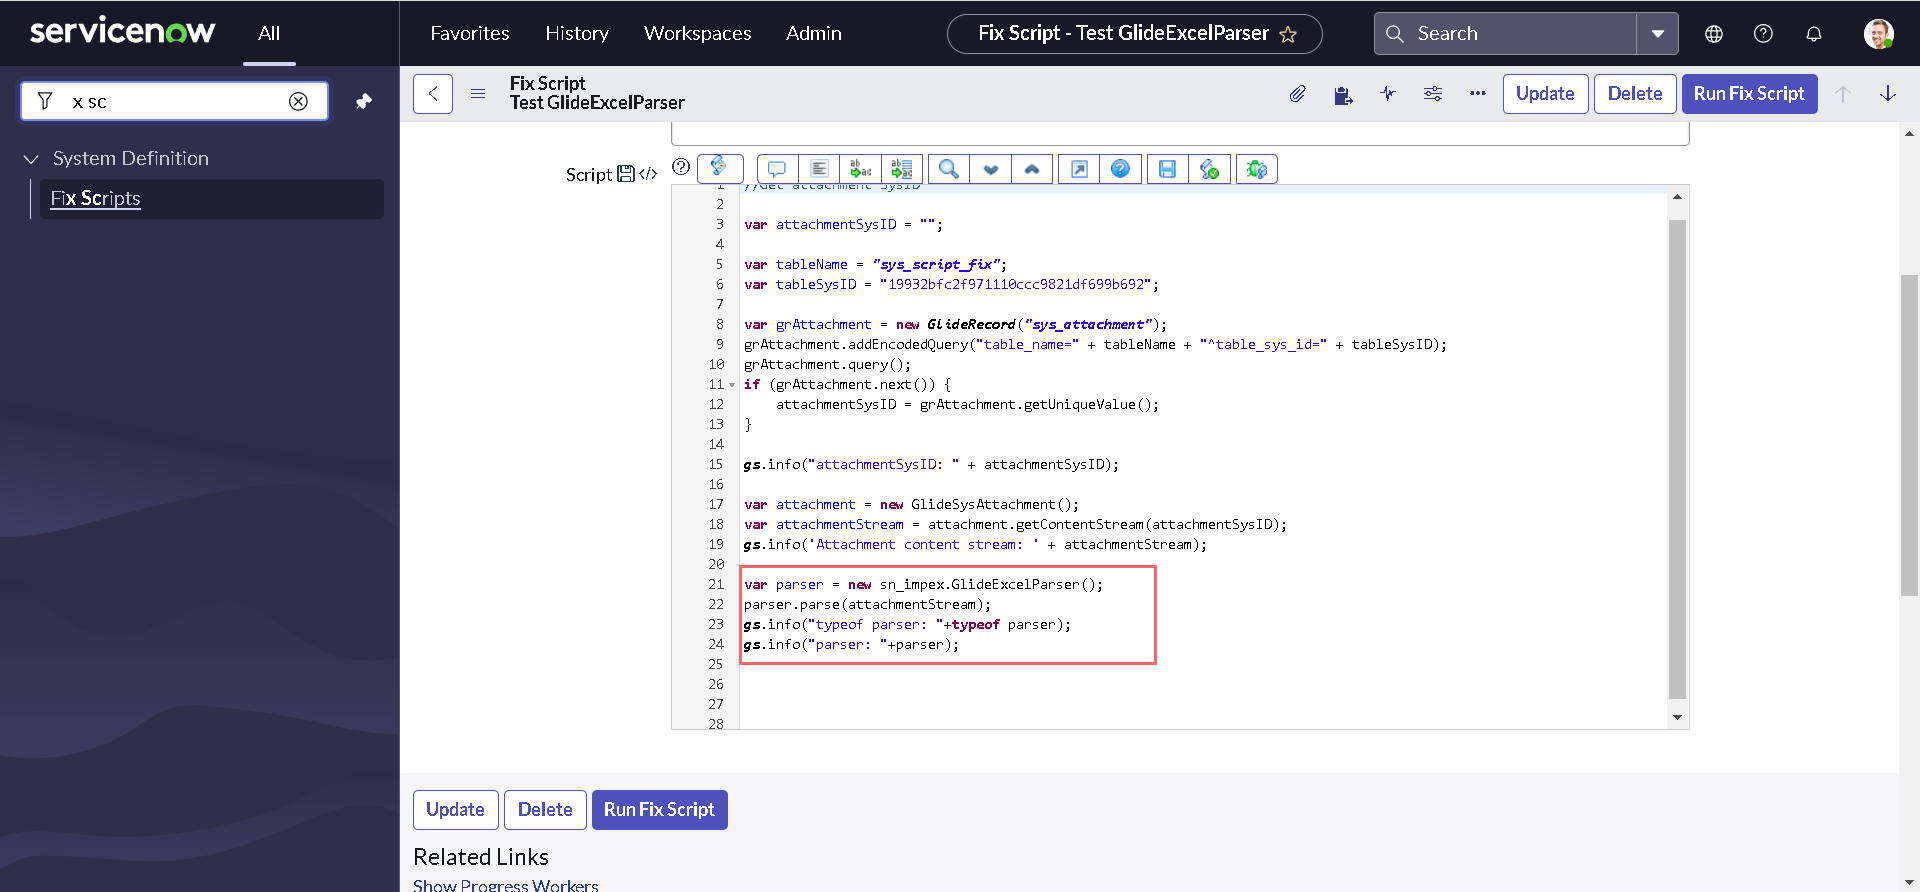 servicenow
All
Favorites
History
Workspaces
Admin
Fix Script - Test GlideExcelParser
Search
x sc
System Definition
Fix Scripts
Fix Script
Test GlideExcelParser
Update
Delete
Run Fix Script
Script
1 //Get attachment SysID
2
3 var attachmentSysID = "";
4
5 var tableName = "sys_script_fix";
6 var tableSysID = "19932bfc2f971110ccc9821df699b692";
7
8 var grAttachment = new GlideRecord("sys_attachment");
9 grAttachment.addEncodedQuery("table_name=" + tableName + "^table_sys_id=" + tableSysID);
10 grAttachment.query();
11 if (grAttachment.next()) {
12 attachmentSysID = grAttachment.getUniqueValue();
13 }
14
15 gs.info("attachmentSysID: " + attachmentSysID);
16
17 var attachment = new GlideSysAttachment();
18 var attachmentStream = attachment.getContentStream(attachmentSysID);
19 gs.info('Attachment content stream: ' + attachmentStream);
20
21 var parser = new sn_impex.GlideExcelParser();
22 parser.parse(attachmentStream);
23 gs.info("typeof parser: "+typeof parser);
24 gs.info("parser: "+parser);
25
26
27
28
Update
Delete
Run Fix Script
Related Links
Show Progress Workers